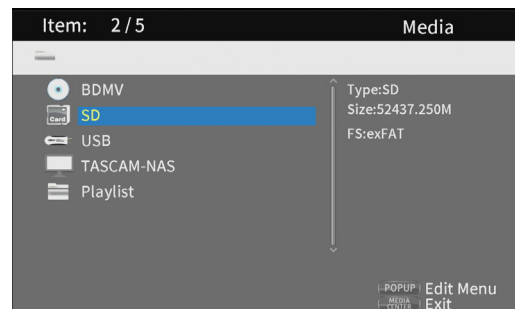 Item: 2/5 Media
BDMV
Card SD
USB
TASCAM-NAS
Playlist
Type:SD
Size:52437.250M
FS:exFAT
POPUP Edit Menu
MEDIA CENTER Exit